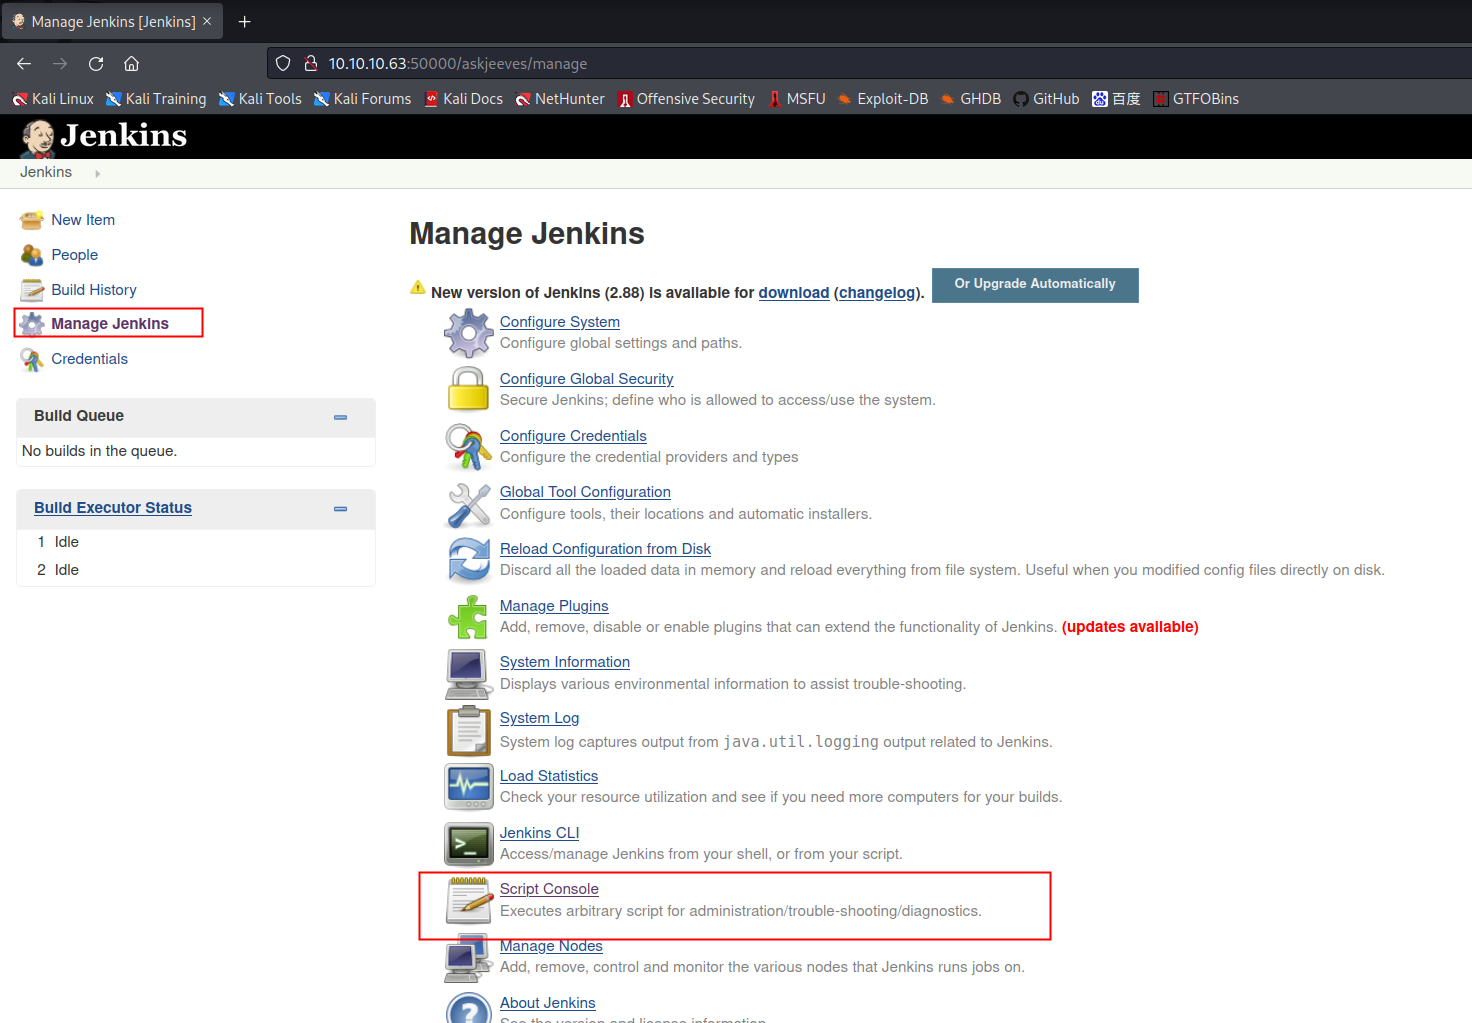 Manage Jenkins [Jenkins]
10.10.10.63:50000/askjeeves/manage
Kali Linux Kali Training Kali Tools Kali Forums Kali Docs NetHunter Offensive Security MSFU Exploit-DB GHDB GitHub 百度 GTFOBins
Jenkins
Jenkins
New Item
People
Build History
Manage Jenkins
Credentials
Build Queue
No builds in the queue.
Build Executor Status
1 Idle
2 Idle
Manage Jenkins
New version of Jenkins (2.88) is available for download (changelog). Or Upgrade Automatically
Configure System
Configure global settings and paths.
Configure Global Security
Secure Jenkins; define who is allowed to access/use the system.
Configure Credentials
Configure the credential providers and types
Global Tool Configuration
Configure tools, their locations and automatic installers.
Reload Configuration from Disk
Discard all the loaded data in memory and reload everything from file system. Useful when you modified config files directly on disk.
Manage Plugins
Add, remove, disable or enable plugins that can extend the functionality of Jenkins. (updates available)
System Information
Displays various environmental information to assist trouble-shooting.
System Log
System log captures output from java.util.logging output related to Jenkins.
Load Statistics
Check your resource utilization and see if you need more computers for your builds.
Jenkins CLI
Access/manage Jenkins from your shell, or from your script.
Script Console
Executes arbitrary script for administration/trouble-shooting/diagnostics.
Manage Nodes
Add, remove, control and monitor the various nodes that Jenkins runs jobs on.
About Jenkins
See the version and license information.